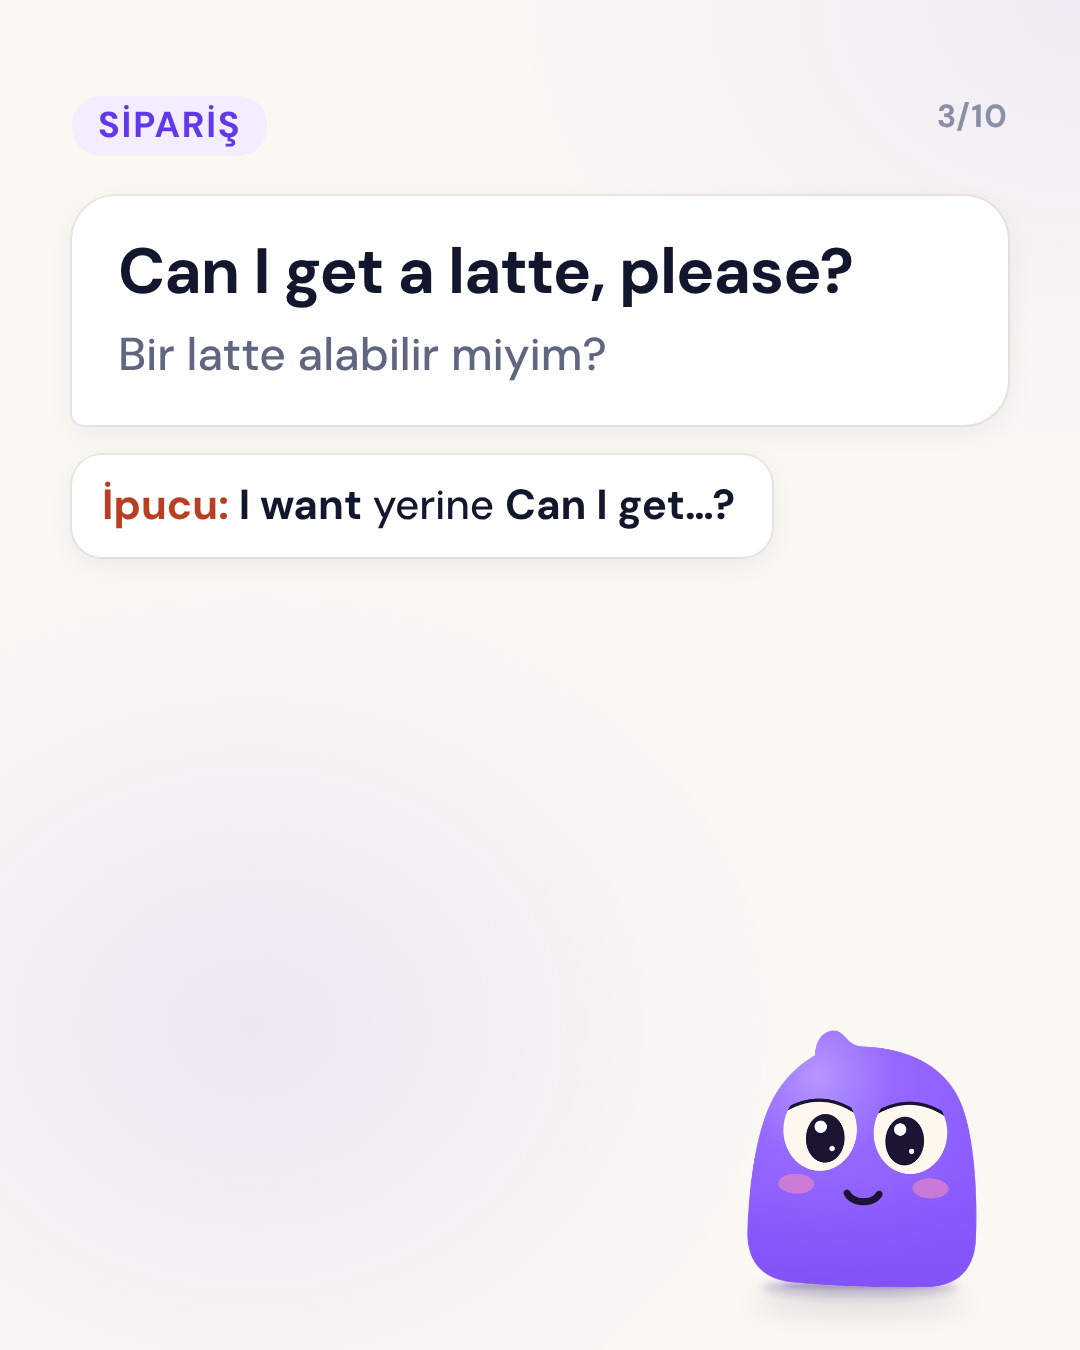 SİPARİŞ
3/10
Can I get a latte, please?
Bir latte alabilir miyim?
İpucu: I want yerine Can I get...?